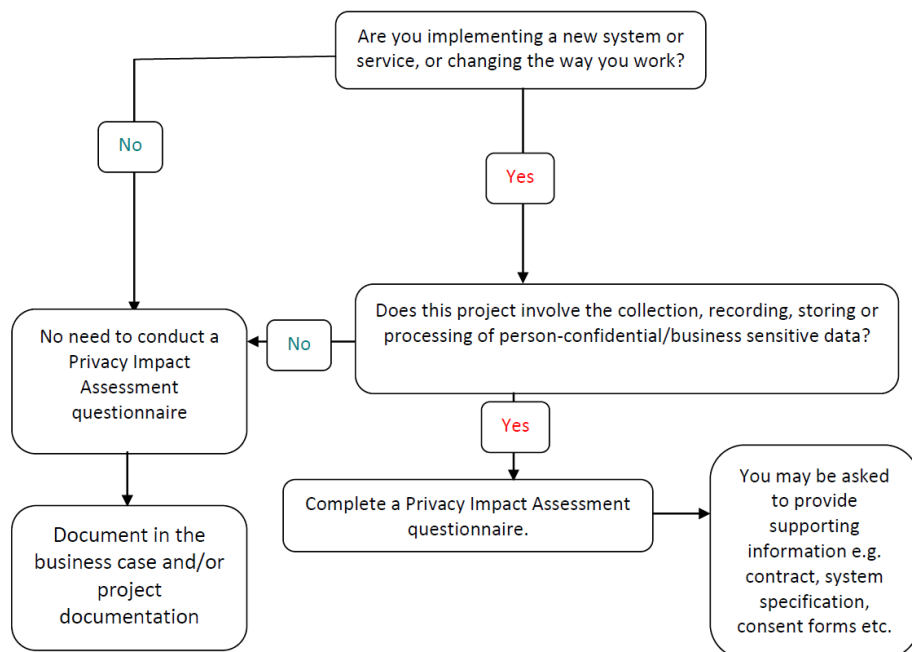 Are you implementing a new system or
service, or changing the way you work?
No
Yes
Does this project involve the collection, recording, storing or
processing of person-confidential/business sensitive data?
No
No need to conduct a
Privacy Impact
Assessment
questionnaire
Yes
Complete a Privacy Impact Assessment
questionnaire.
You may be asked
to provide
supporting
information e.g.
contract, system
specification,
consent forms etc.
Document in the
business case and/or
project
documentation